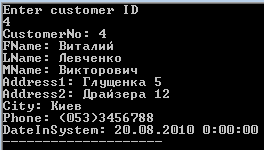 Enter customer ID
4
CustomerNo: 4
FName: Виталий
LName: Левченко
MName: Викторович
Address1: Глущенка 5
Address2: Драйзера 12
City: Киев
Phone: (053)3456788
DateInSystem: 20.08.2010 0:00:00
--------------------